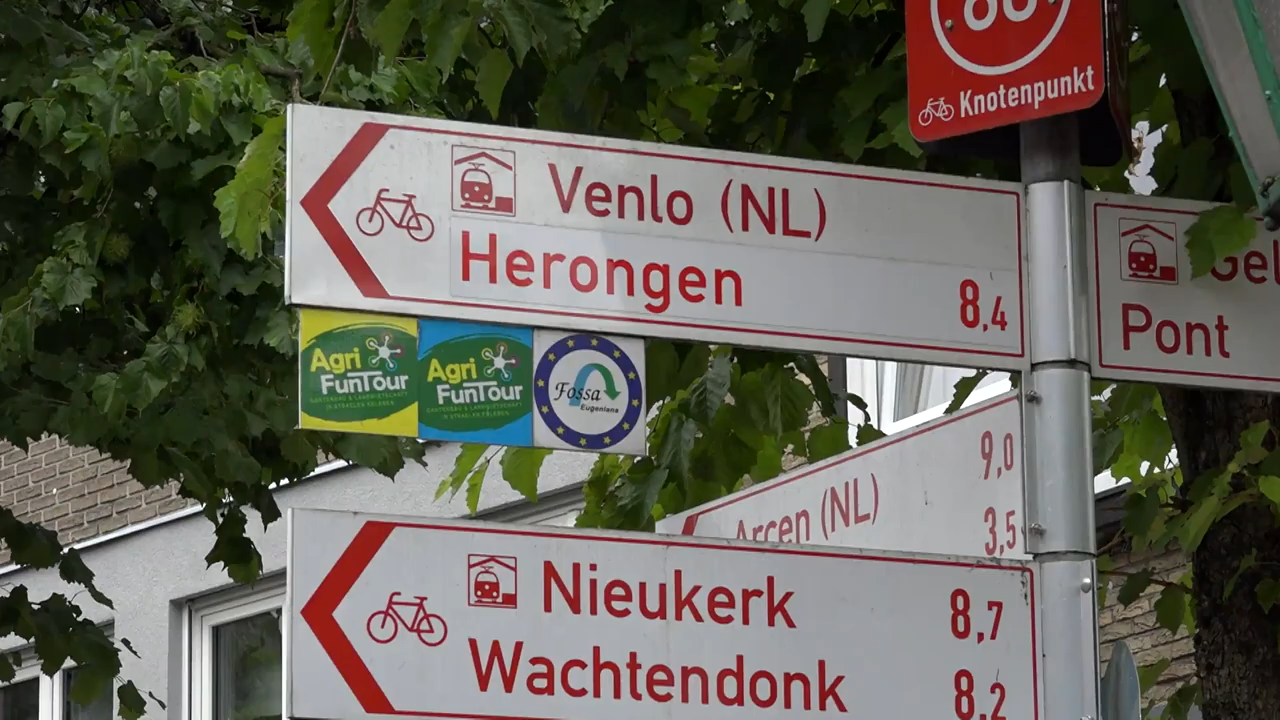 Knotenpunkt
Venlo (NL)
Herongen 8,4
Agri
FunTour
Agri
FunTour
Fossa
Eugeniana
Pont
9,0
Arcen (NL) 3,5
Nieukerk 8,7
Wachtendonk 8,2